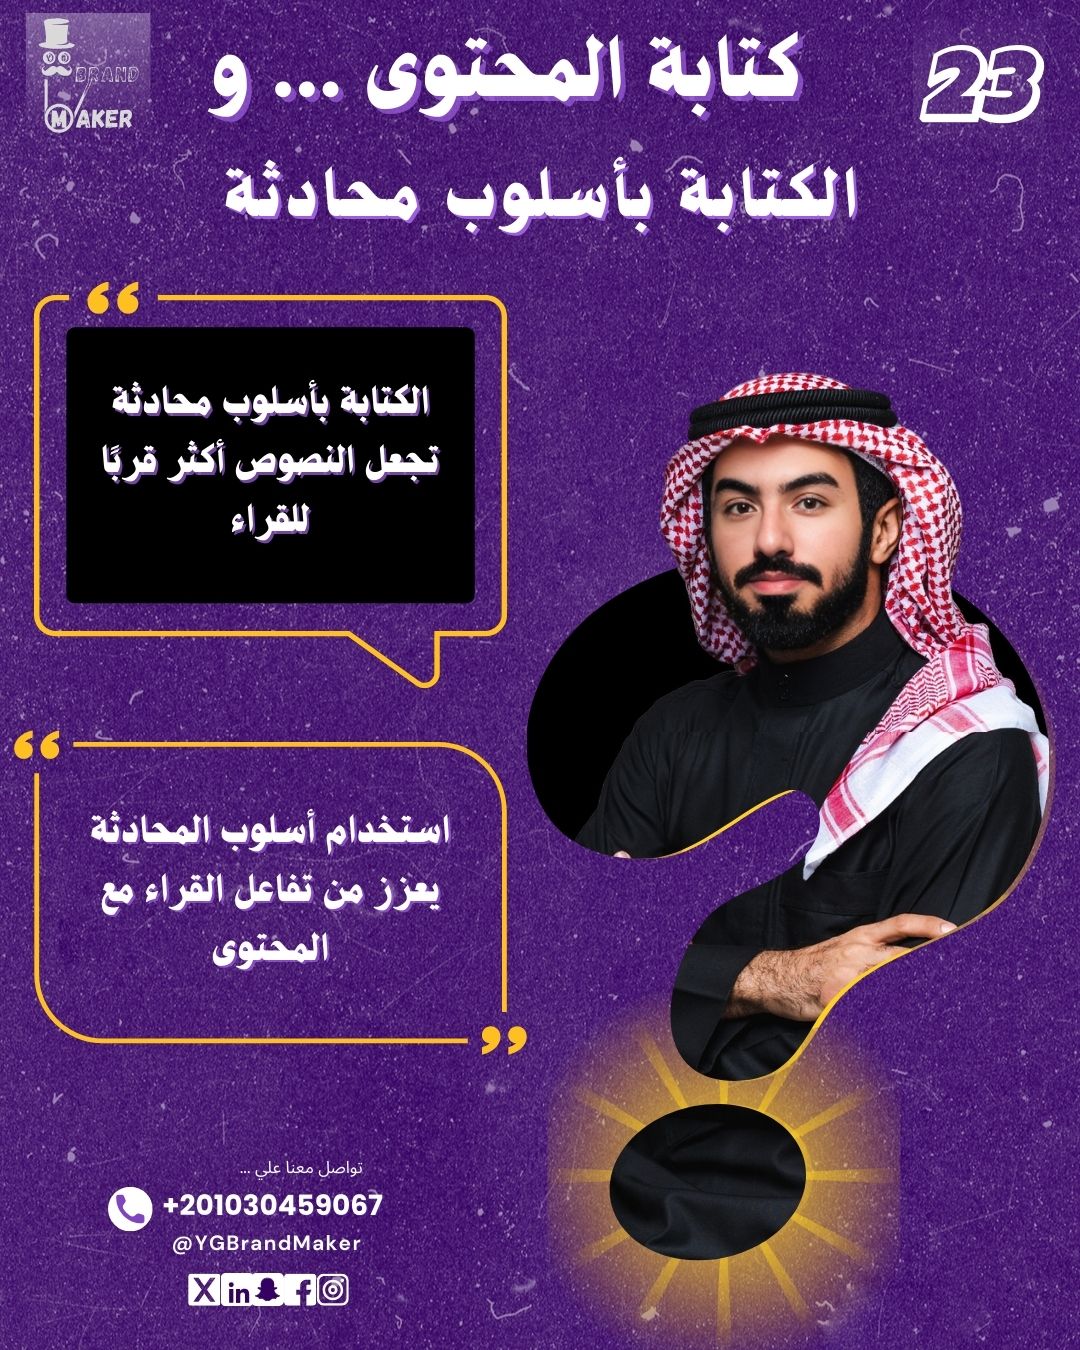 BRAND
MAKER
23
كتابة المحتوى ... و
الكتابة بأسلوب محادثة
الكتابة بأسلوب محادثة
تجعل النصوص أكثر قربًا
للقراء
استخدام أسلوب المحادثة
يعزز من تفاعل القراء مع
المحتوى
تواصل معنا علي ...
+201030459067
@YGBrandMaker